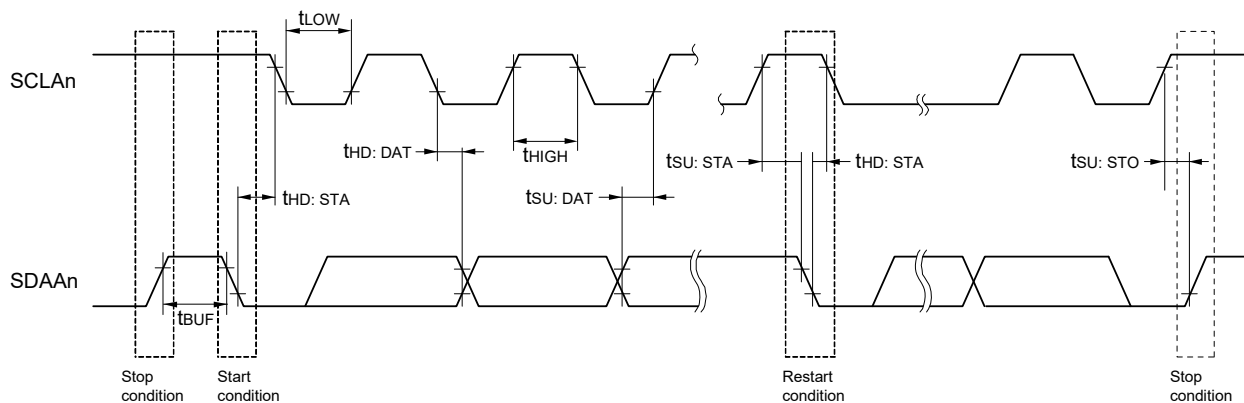 tLOW
SCLAn
tHD: DAT
tHIGH
tSU: STA
tHD: STA
tSU: STO
tHD: STA
tSU: DAT
SDAAn
tBUF
Stop
condition
Start
condition
Restart
condition
Stop
condition